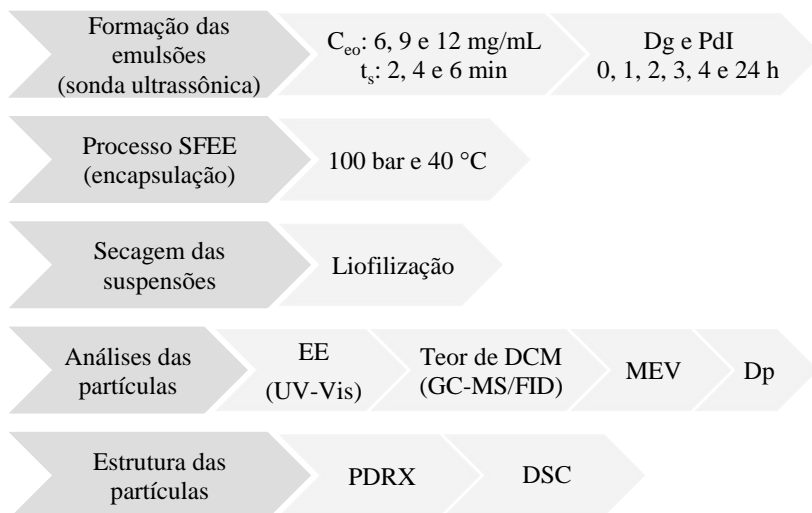 Formação das
emulsões
(sonda ultrassônica)
C_eo: 6, 9 e 12 mg/mL
t_s: 2, 4 e 6 min
Dg e PdI
0, 1, 2, 3, 4 e 24 h
Processo SFEE
(encapsulação)
100 bar e 40 °C
Secagem das
suspensões
Liofilização
Análises das
partículas
EE
(UV-Vis)
Teor de DCM
(GC-MS/FID)
MEV
Dp
Estrutura das
partículas
PDRX
DSC